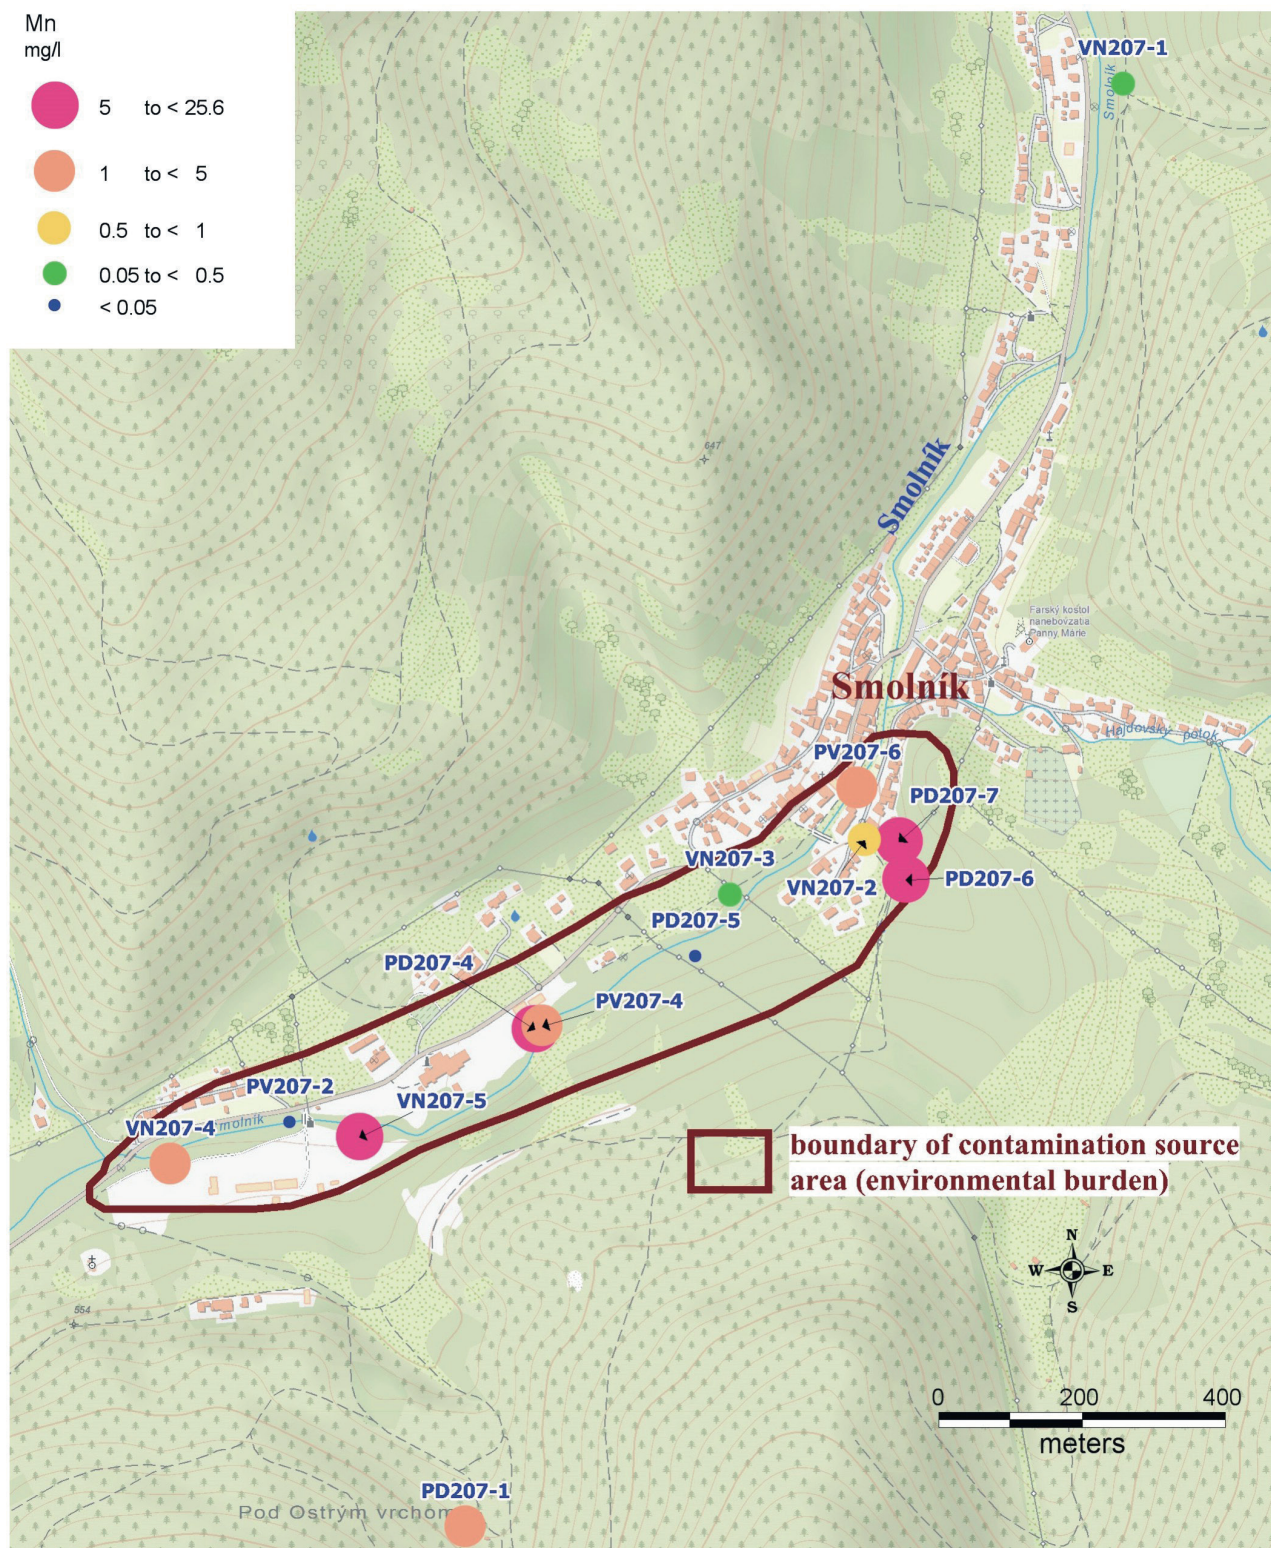 Mn
mg/l
5 to < 25.6
1 to < 5
0.5 to < 1
0.05 to < 0.5
< 0.05
VN207-1
Smolník
647
Smolník
Farský kostol
nanebovzatia
Panny Márie
Smolník
Hajdovský potok
PV207-6
PD207-7
VN207-3
VN207-2
PD207-6
PD207-5
PD207-4
PV207-4
PV207-2
VN207-5
VN207-4
boundary of contamination source
area (environmental burden)
N
W E
S
554
0 200 400
meters
PD207-1
Pod Ostrým vrchom